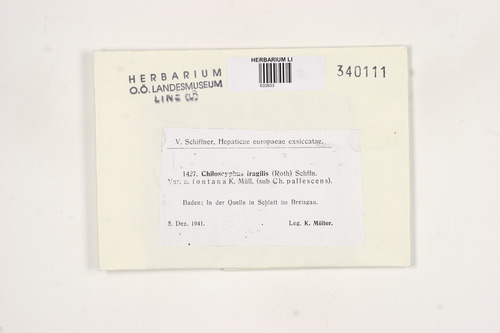 HERBARIUM
O.Ö. LANDESMUSEUM
LINZ
HERBARIUM LI
340111
V. Schiffner, Hepaticae europaeae exsiccatae.
1427. Chiloscyphus fragilis (Roth) Schffn.
Var. α. fontana K. Müll. (sub Ch. pallescens).
Baden: In der Quelle in Schlatt im Breisgau.
8. Dez. 1941. Leg. K. Müller.